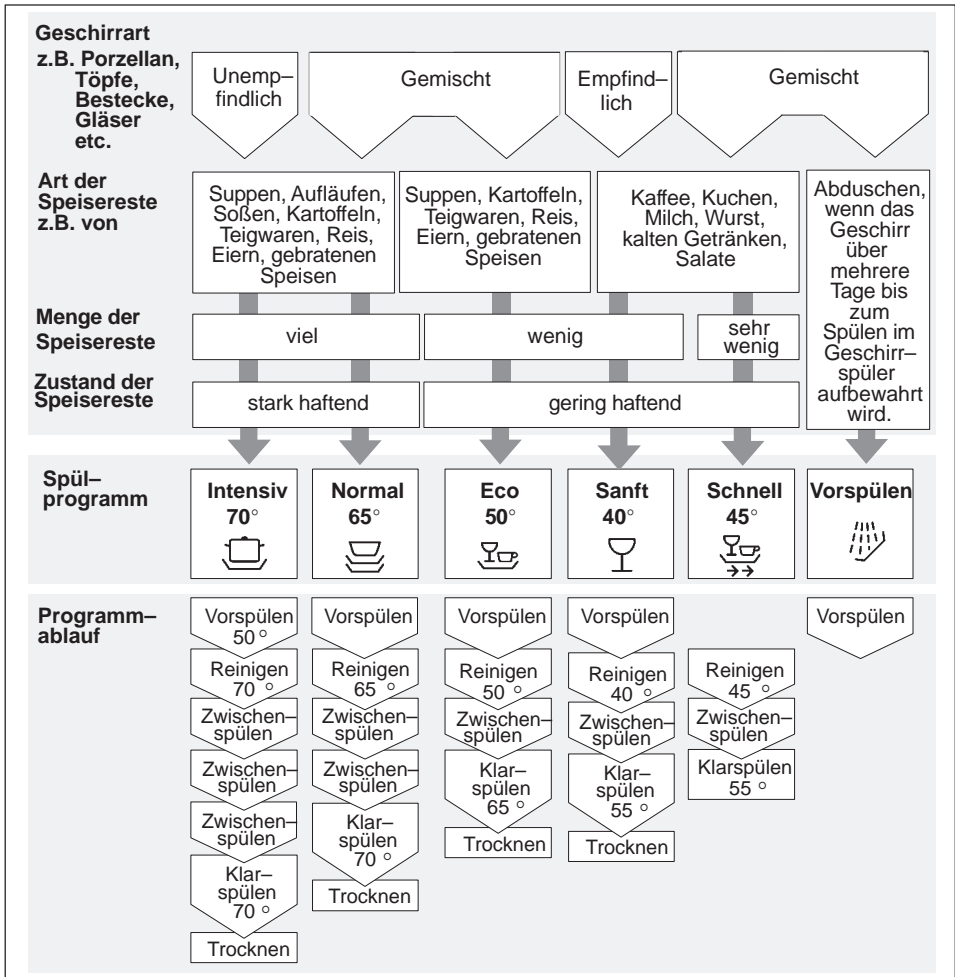 Geschirrart
z.B. Porzellan,
Töpfe,
Bestecke,
Gläser
etc.
Unemp–
findlich
Gemischt
Empfind–
lich
Gemischt
Art der
Speisereste
z.B. von
Suppen, Aufläufen,
Soßen, Kartoffeln,
Teigwaren, Reis,
Eiern, gebratenen
Speisen
Suppen, Kartoffeln,
Teigwaren, Reis,
Eiern, gebratenen
Speisen
Kaffee, Kuchen,
Milch, Wurst,
kalten Getränken,
Salate
Abduschen,
wenn das
Geschirr
über
mehrere
Tage bis
zum
Spülen im
Geschirr–
spüler
aufbewahrt
wird.
Menge der
Speisereste
viel
wenig
sehr
wenig
Zustand der
Speisereste
stark haftend
gering haftend
Spül–
programm
Intensiv
70°
Normal
65°
Eco
50°
Sanft
40°
Schnell
45°
Vorspülen
Programm–
ablauf
Vorspülen
50 °
Reinigen
70 °
Zwischen–
spülen
Zwischen–
spülen
Zwischen–
spülen
Klar–
spülen
70 °
Trocknen
Vorspülen
Reinigen
65 °
Zwischen–
spülen
Zwischen–
spülen
Klar–
spülen
70 °
Trocknen
Vorspülen
Reinigen
50 °
Zwischen–
spülen
Klar–
spülen
65 °
Trocknen
Vorspülen
Reinigen
40 °
Zwischen–
spülen
Klar–
spülen
55 °
Trocknen
Reinigen
45 °
Zwischen–
spülen
Klarspülen
55 °
Vorspülen